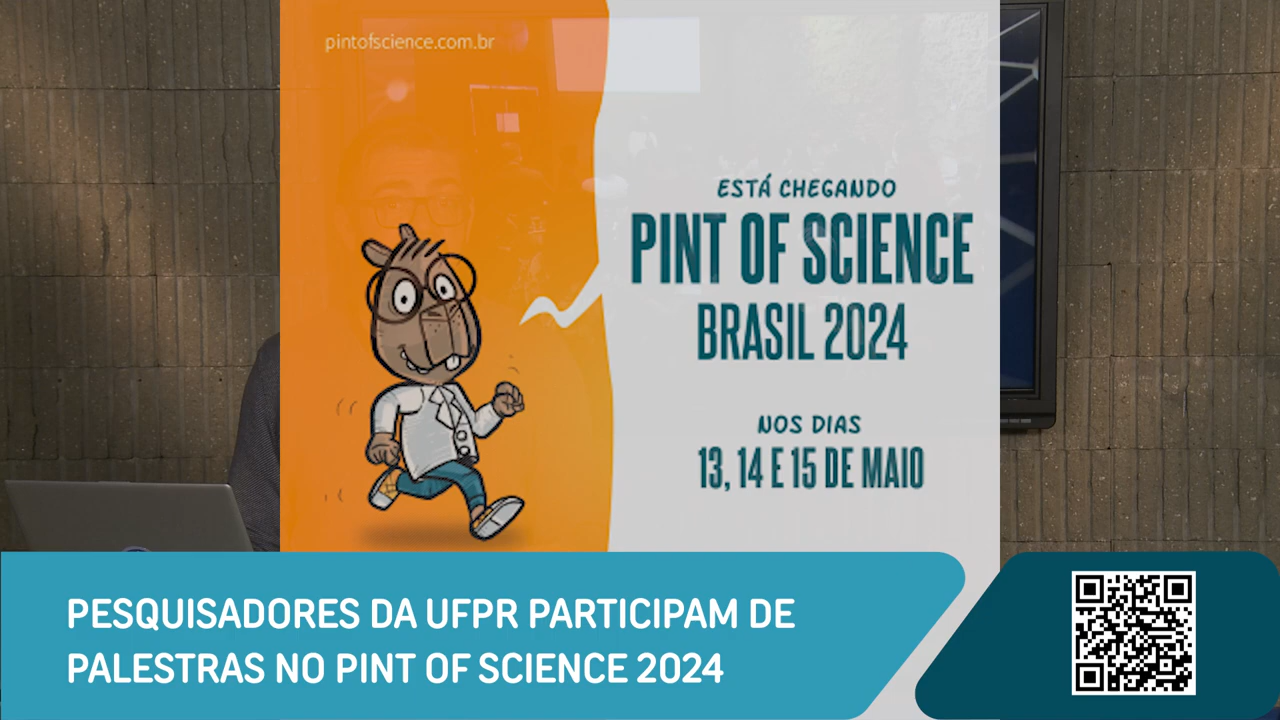 pintofscience.com.br
ESTÁ CHEGANDO
PINT OF SCIENCE
BRASIL 2024
NOS DIAS
13, 14 E 15 DE MAIO
PESQUISADORES DA UFPR PARTICIPAM DE
PALESTRAS NO PINT OF SCIENCE 2024